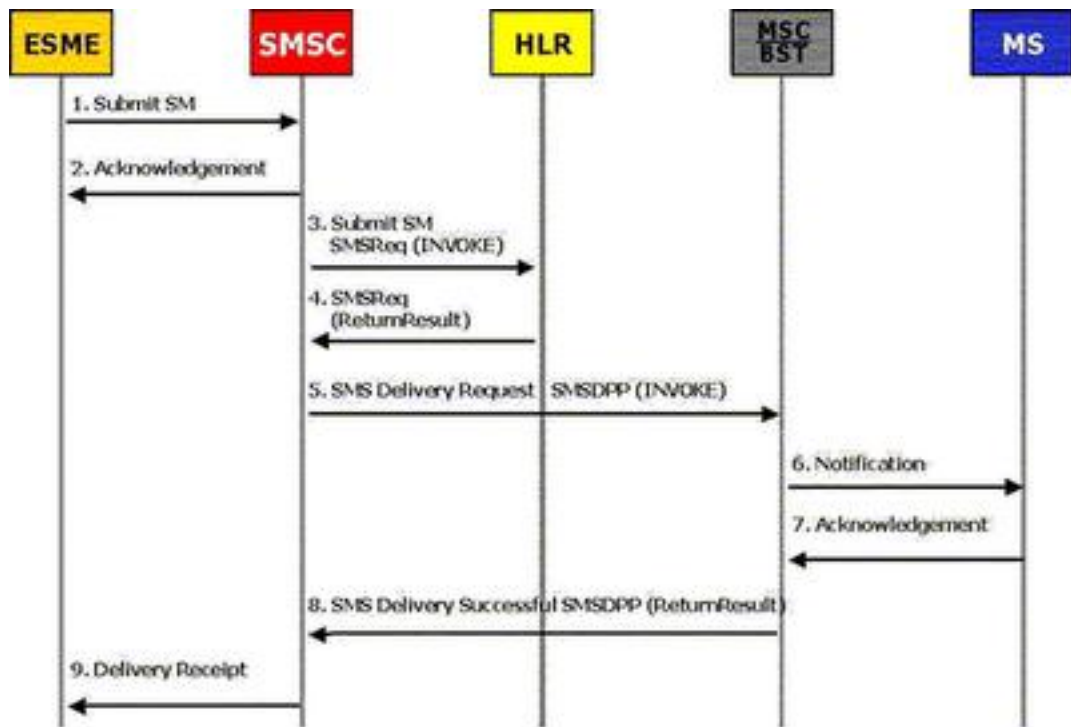 ESME
SMSC
HLR
MSC
BST
MS
1. Submit SM
2. Acknowledgement
3. Submit SM
SMSReq (INVOKE)
4. SMSReq
(ReturnResult)
5. SMS Delivery Request SMSDPP (INVOKE)
6. Notification
7. Acknowledgement
8. SMS Delivery Successful SMSDPP (ReturnResult)
9. Delivery Receipt